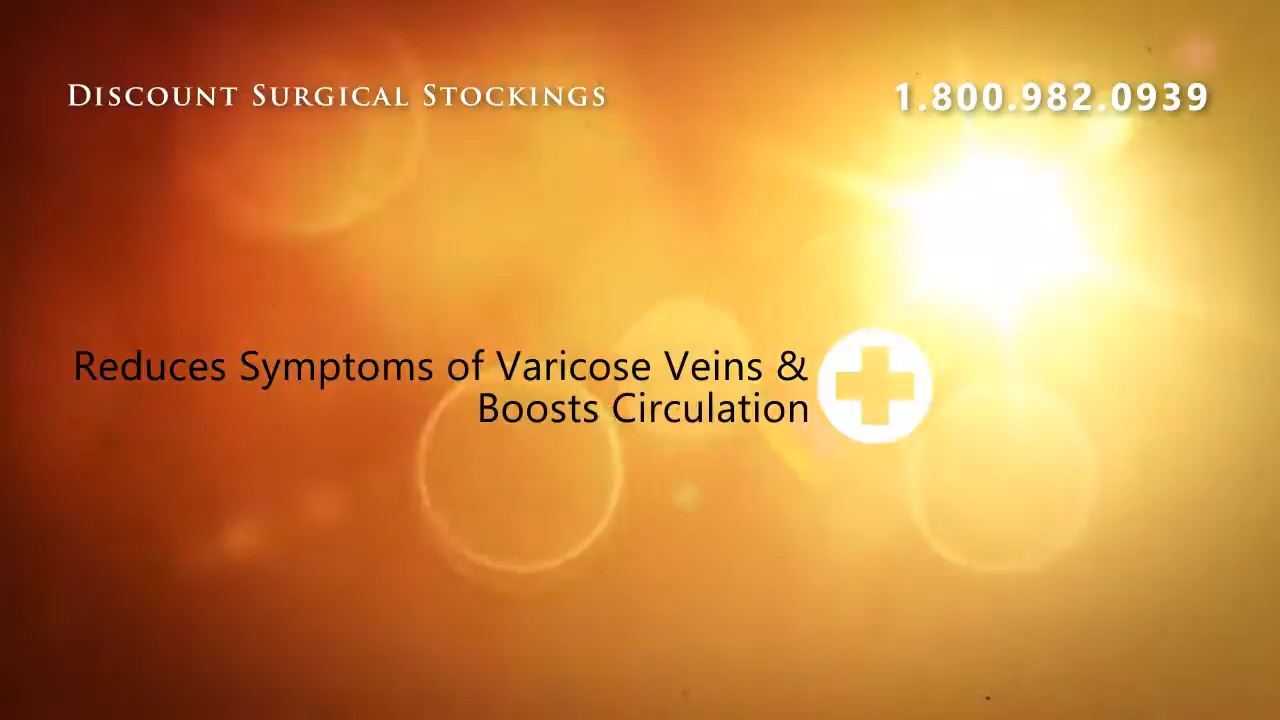 Discount Surgical Stockings
1.800.982.0939
Reduces Symptoms of Varicose Veins &
Boosts Circulation